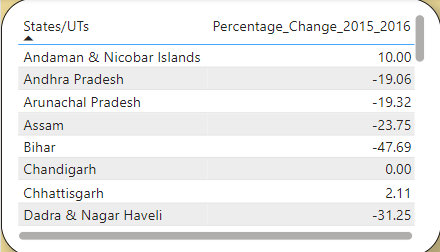 States/UTs Percentage_Change_2015_2016
Andaman & Nicobar Islands 10.00
Andhra Pradesh -19.06
Arunachal Pradesh -19.32
Assam -23.75
Bihar -47.69
Chandigarh 0.00
Chhattisgarh 2.11
Dadra & Nagar Haveli -31.25